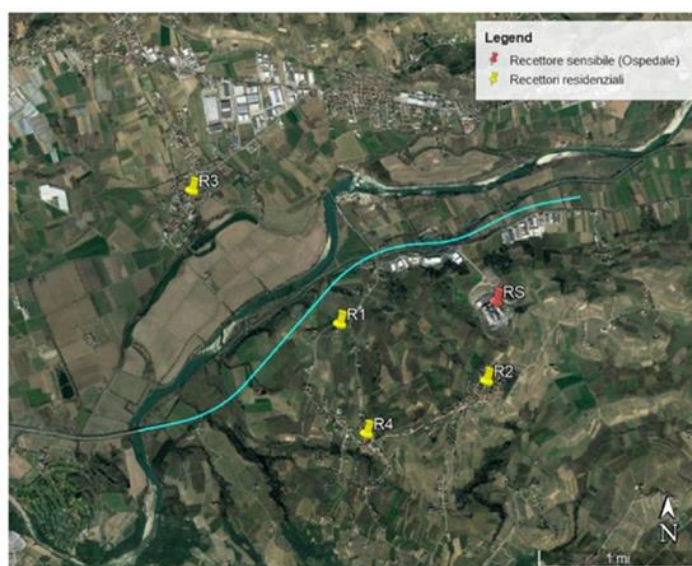 Legend
Recettore sensibile (Ospedale)
Recettori residenziali
R3
RS
R1
R2
R4
N
1 mi